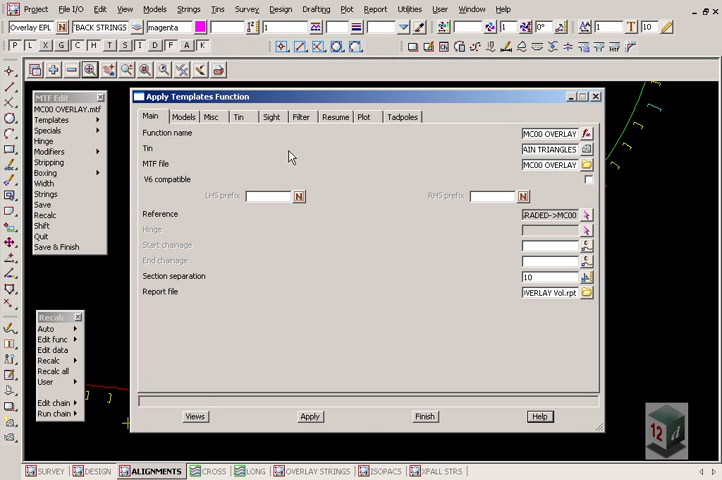 Project File I/O Edit Models Strings Tins Survey Design Drafting Plot Report Utilities User Window Help
Overlay EPL N 'BACK STRINGS magenta 1 1 0° 1 10
P L X G T S I D F A K
MTF Edit
MC00 OVERLAY.mtf
Templates
Specials
Hinge
Modifiers
Stripping
Boxing
Width
Strings
Save
Recalc
Shift
Quit
Save & Finish
Recalc
Auto
Edit func
Edit data
Recalc
Recalc all
User
Edit chain
Run chain
Apply Templates Function
Main Models Misc Tin Sight Filter Resume Plot Tadpoles
Function name MC00 OVERLAY
Tin AIN TRIANGLES
MTF file MC00 OVERLAY
V6 compatible
LHS prefix N RHS prefix N
Reference RADED->MC00
Hinge
Start chainage
End chainage
Section separation 10
Report file VERLAY Vol.rpt
Views Apply Finish Help
12d
SURVEY DESIGN ALIGNMENTS CROSS LONG OVERLAY STRINGS ISOPACS XFALL STRS